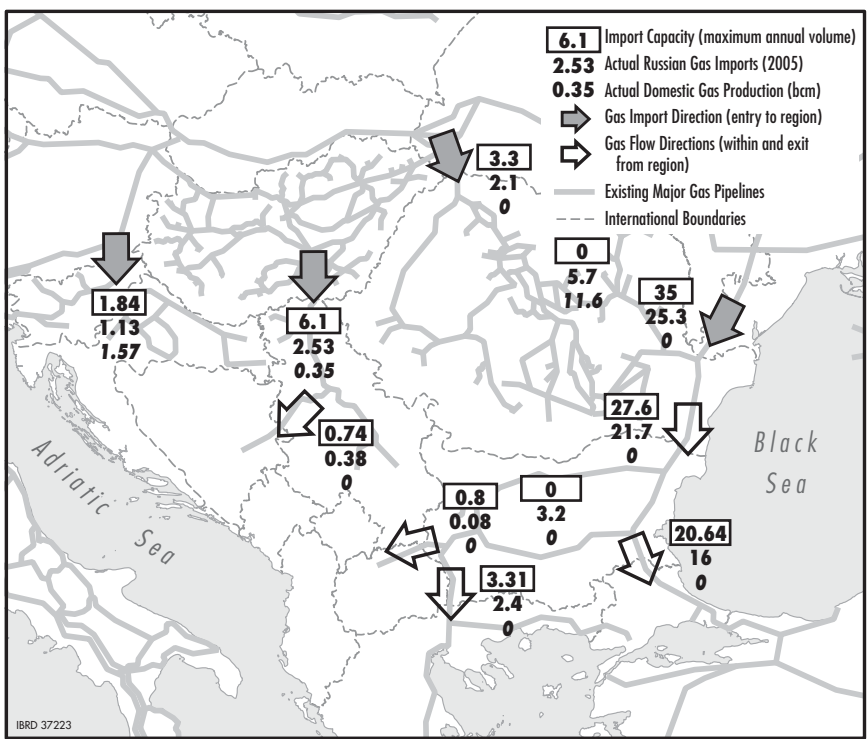 6.1 Import Capacity (maximum annual volume)
2.53 Actual Russian Gas Imports (2005)
0.35 Actual Domestic Gas Production (bcm)
Gas Import Direction (entry to region)
Gas Flow Directions (within and exit
from region)
Existing Major Gas Pipelines
International Boundaries
3.3
2.1
0
0
5.7
11.6
35
25.3
0
1.84
1.13
1.57
6.1
2.53
0.35
27.6
21.7
0
0.74
0.38
0
Black
Sea
Adriatic Sea
0.8
0.08
0
0
3.2
0
20.64
16
0
3.31
2.4
0
IBRD 37223